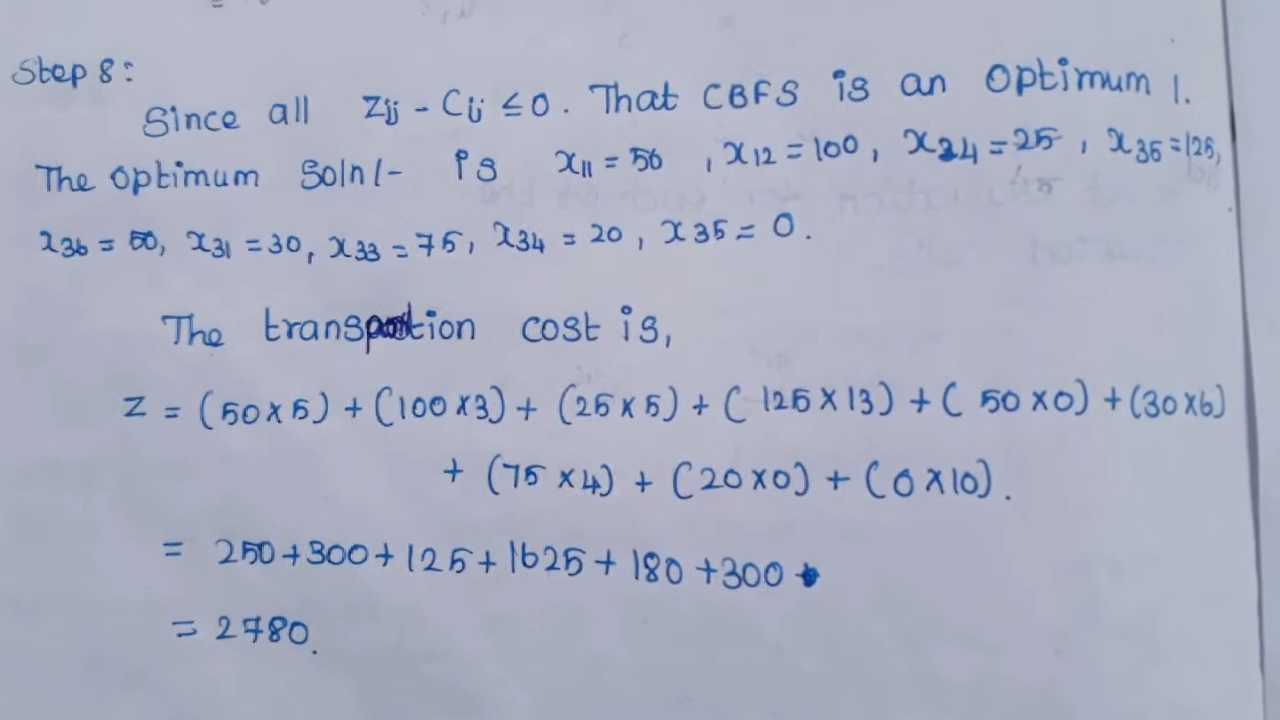 Step 8:
Since all Zij - Cij ≤ 0. That CBFS is an optimum 1.
The optimum Soln/- is x11 = 50, x12 = 100, x24 = 25, x35 = 125,
x36 = 50, x31 = 30, x33 = 75, x34 = 20, x35 = 0.
The transpotion cost is,
Z = (50 x 5) + (100 x 3) + (25 x 5) + (125 x 13) + (50 x 0) + (30 x 6)
+ (75 x 4) + (20 x 0) + (0 x 10).
= 250 + 300 + 125 + 1625 + 180 + 300
= 2780.